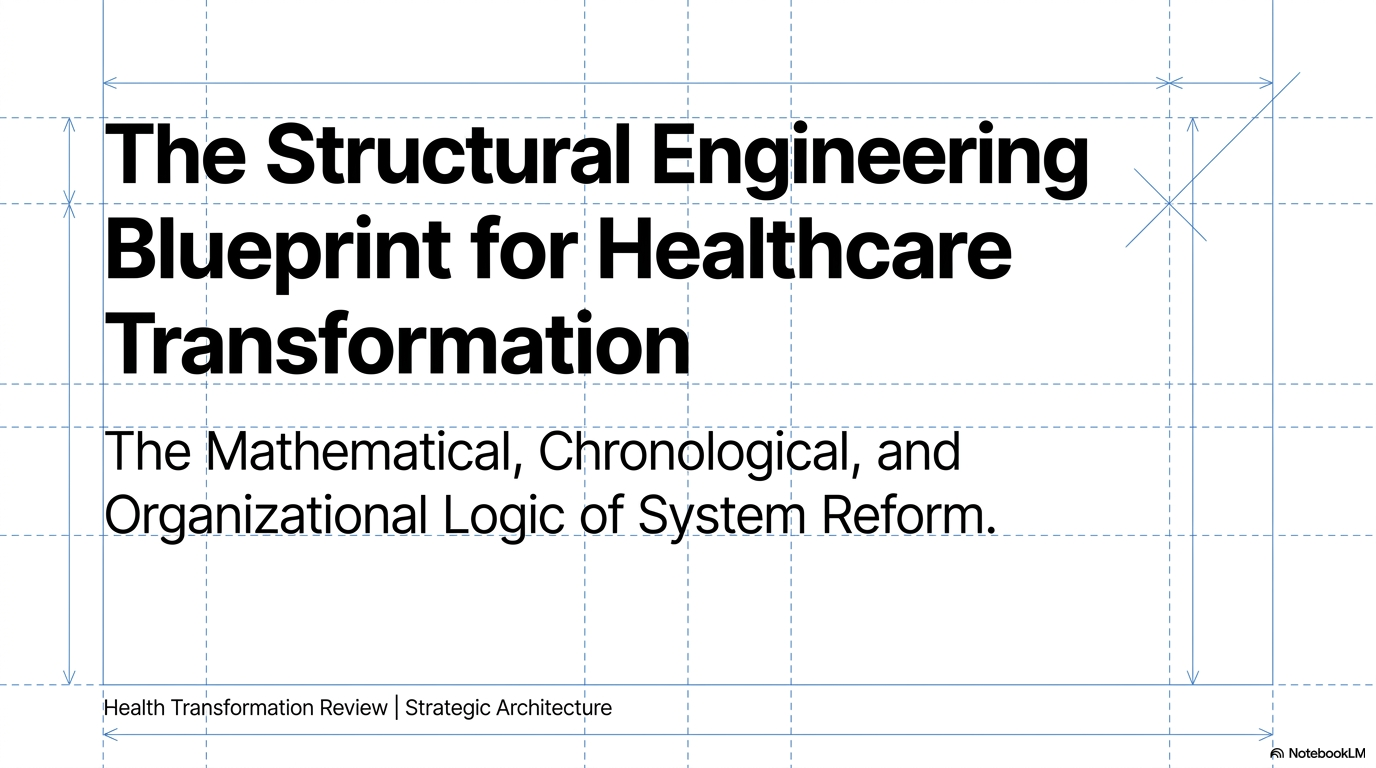 The Structural Engineering
Blueprint for Healthcare
Transformation
The Mathematical, Chronological, and
Organizational Logic of System Reform.
Health Transformation Review | Strategic Architecture
NotebookLM